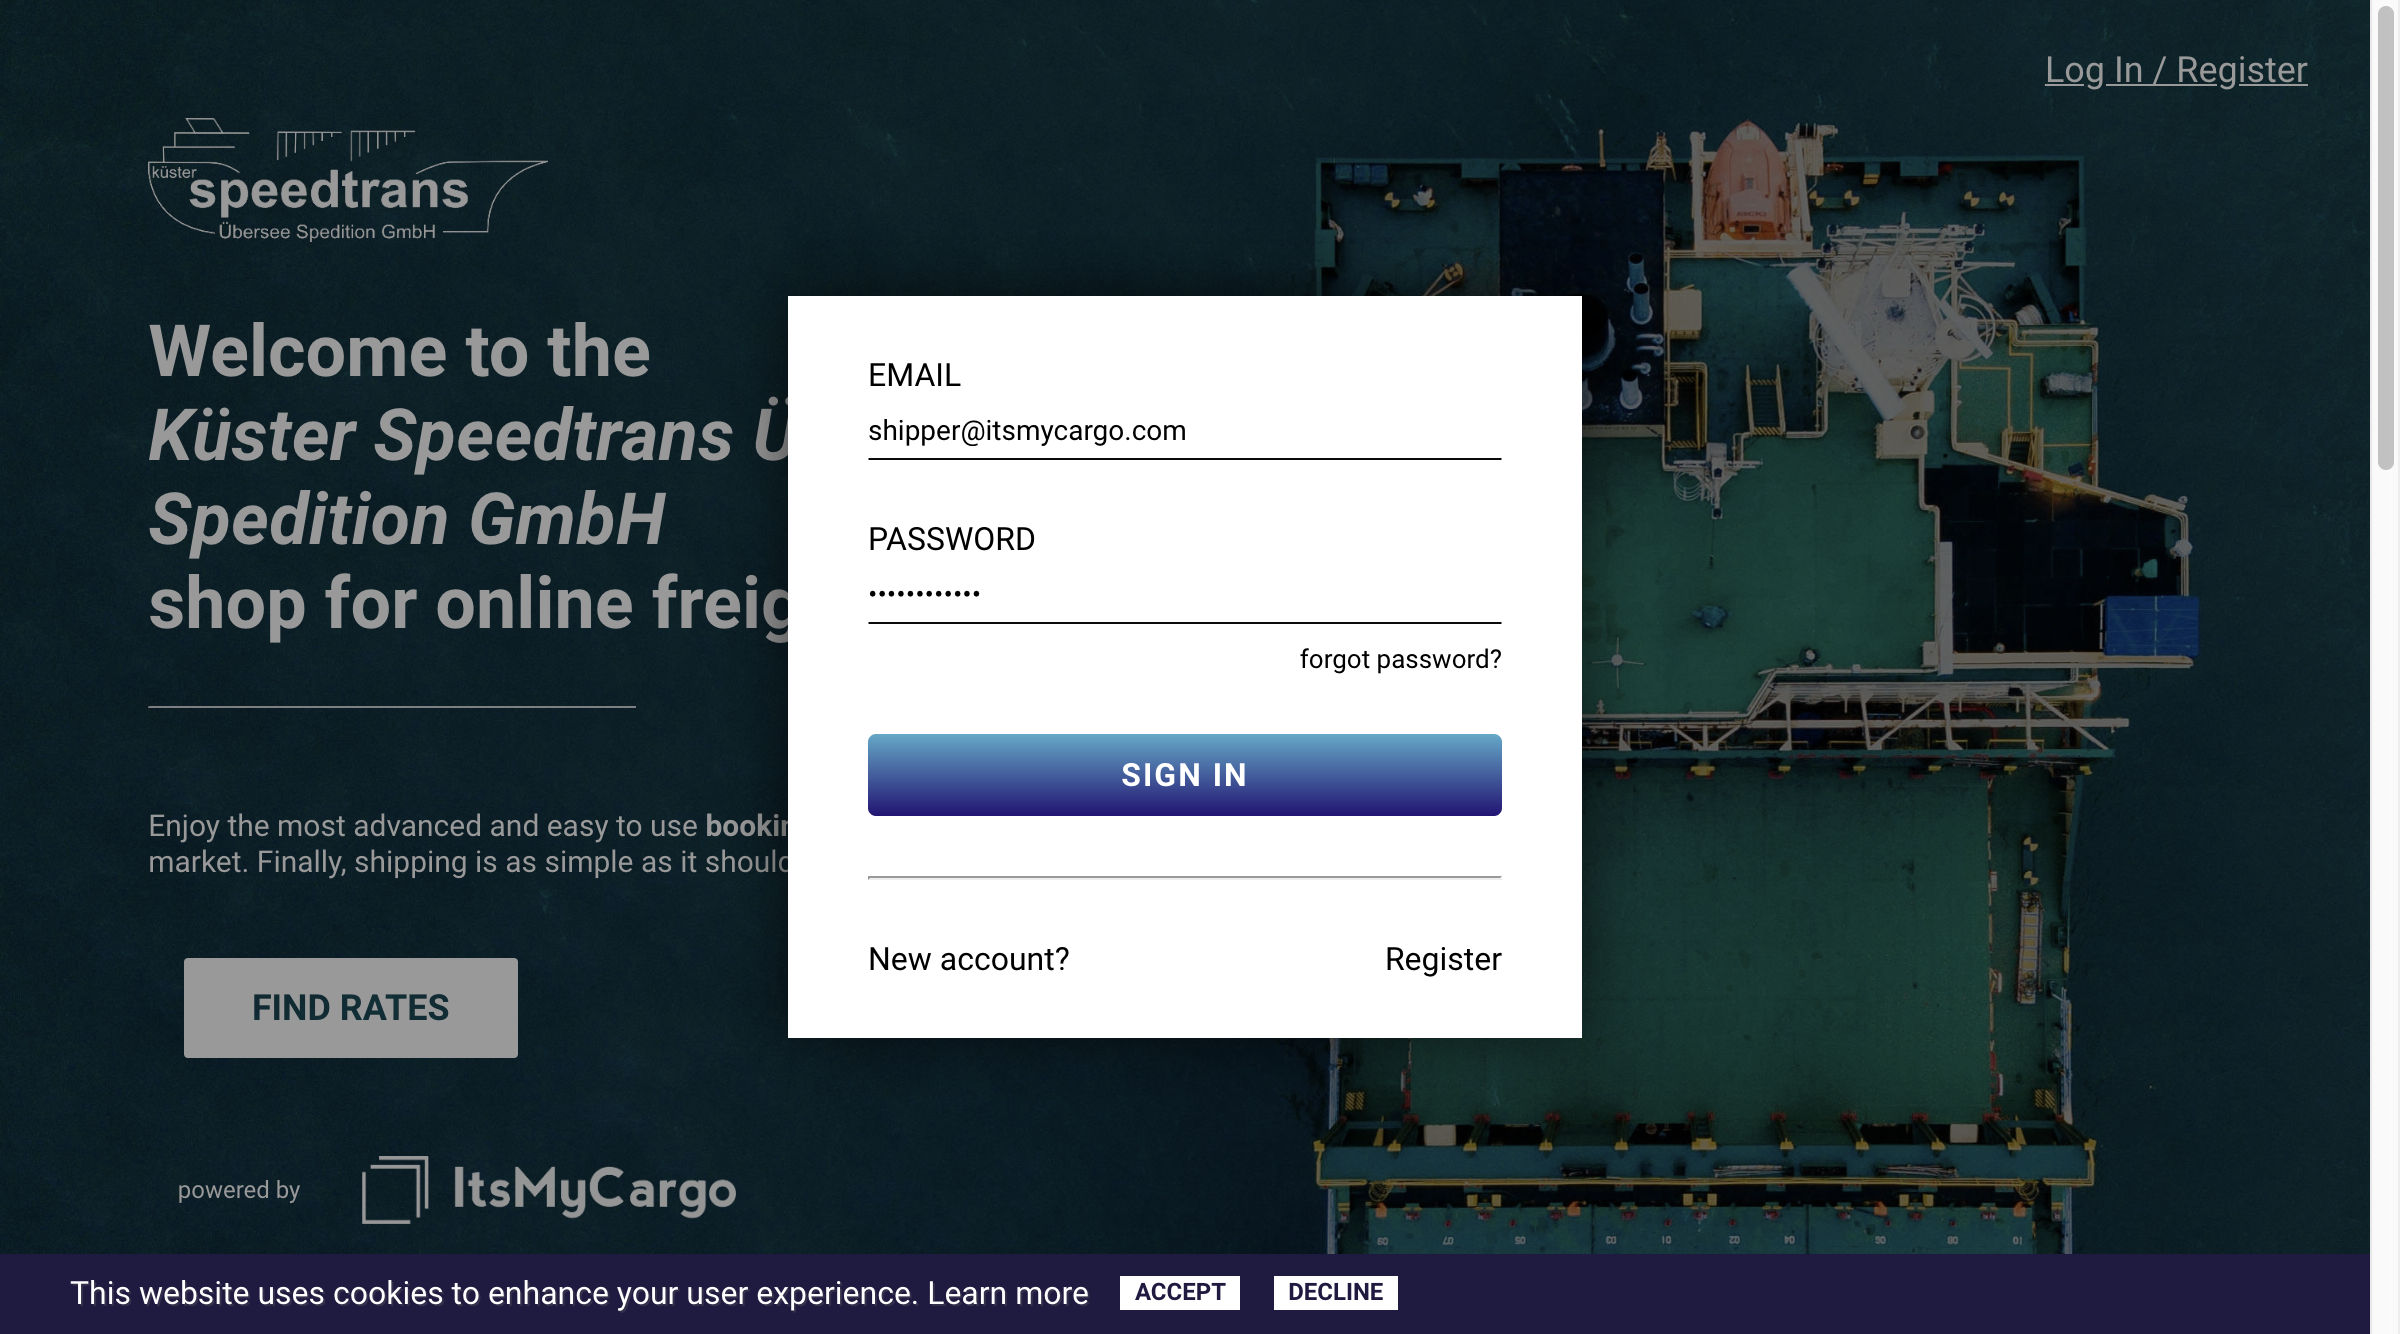 Log In / Register
küster
speedtrans
Übersee Spedition GmbH
Welcome to the
Küster Speedtrans Ü
Spedition GmbH
shop for online freig
Enjoy the most advanced and easy to use bookin
market. Finally, shipping is as simple as it should
FIND RATES
powered by
ItsMyCargo
EMAIL
shipper@itsmycargo.com
PASSWORD
••••••••••••
forgot password?
SIGN IN
New account?
Register
This website uses cookies to enhance your user experience. Learn more
ACCEPT
DECLINE